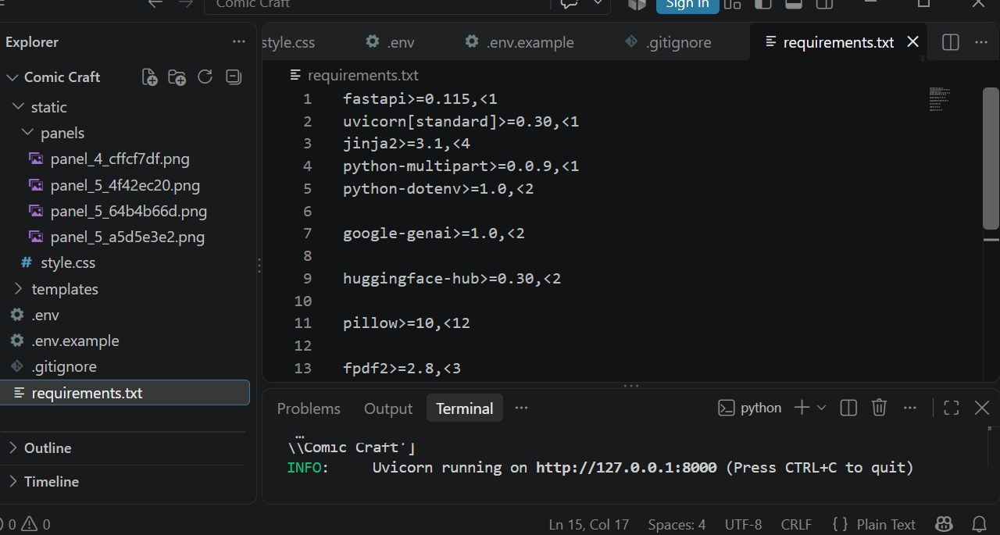 Comic Craft
Sign In
Explorer
style.css
.env
.env.example
.gitignore
requirements.txt
Comic Craft
static
panels
panel_4_cffcf7df.png
panel_5_4f42ec20.png
panel_5_64b4b66d.png
panel_5_a5d5e3e2.png
style.css
templates
.env
.env.example
.gitignore
requirements.txt
Outline
Timeline
requirements.txt
1 fastapi>=0.115,<1
2 uvicorn[standard]>=0.30,<1
3 jinja2>=3.1,<4
4 python-multipart>=0.0.9,<1
5 python-dotenv>=1.0,<2
6
7 google-genai>=1.0,<2
8
9 huggingface-hub>=0.30,<2
10
11 pillow>=10,<12
12
13 fpdf2>=2.8,<3
Problems
Output
Terminal
python
\\Comic Craft']
INFO: Uvicorn running on http://127.0.0.1:8000 (Press CTRL+C to quit)
0 0
Ln 15, Col 17
Spaces: 4
UTF-8
CRLF
{ } Plain Text